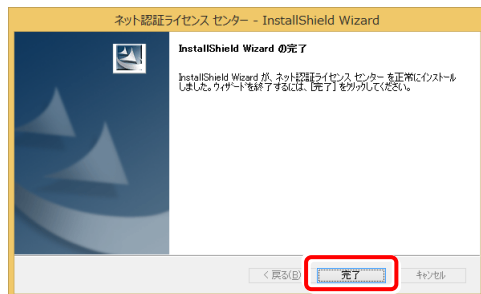 ネット認証ライセンス センター - InstallShield Wizard
InstallShield Wizard の完了
InstallShield Wizard が、ネット認証ライセンス センター を正常にインストール
しました。ウィザードを終了するには、[完了] をクリックしてください。
< 戻る(B)
完了
キャンセル